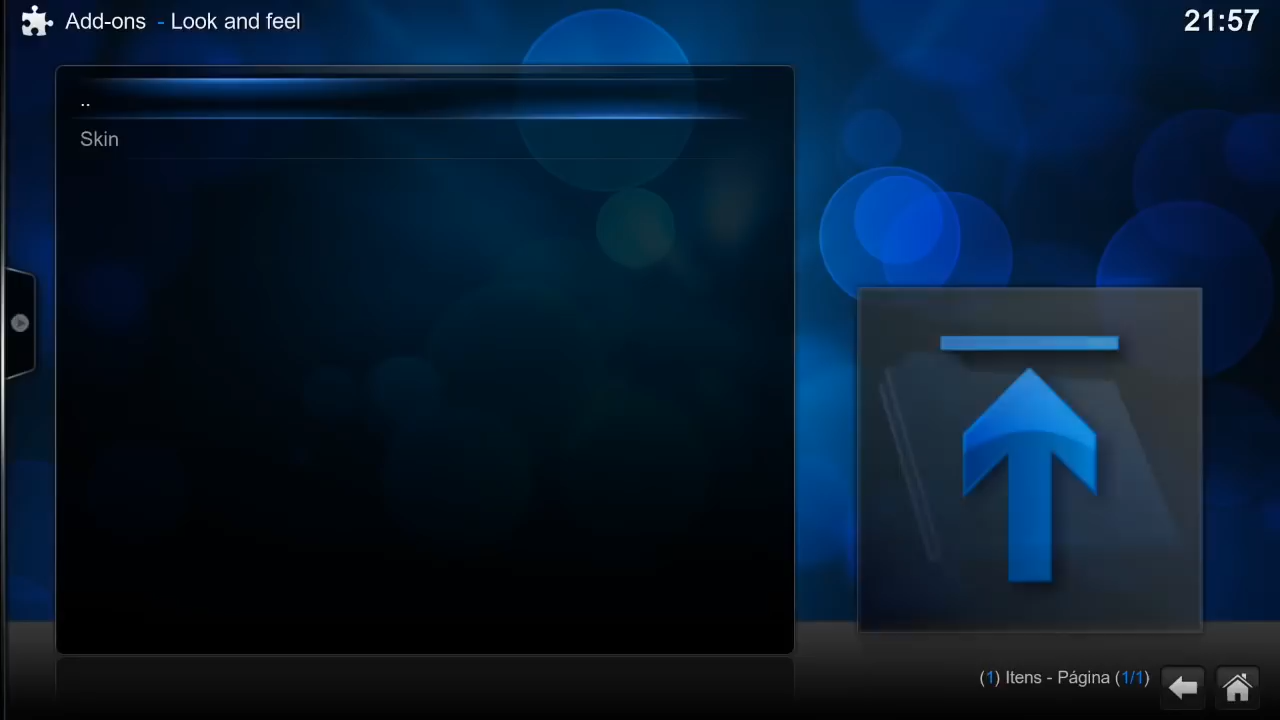 Add-ons - Look and feel
21:57
..
Skin
(1) Itens - Página (1/1)